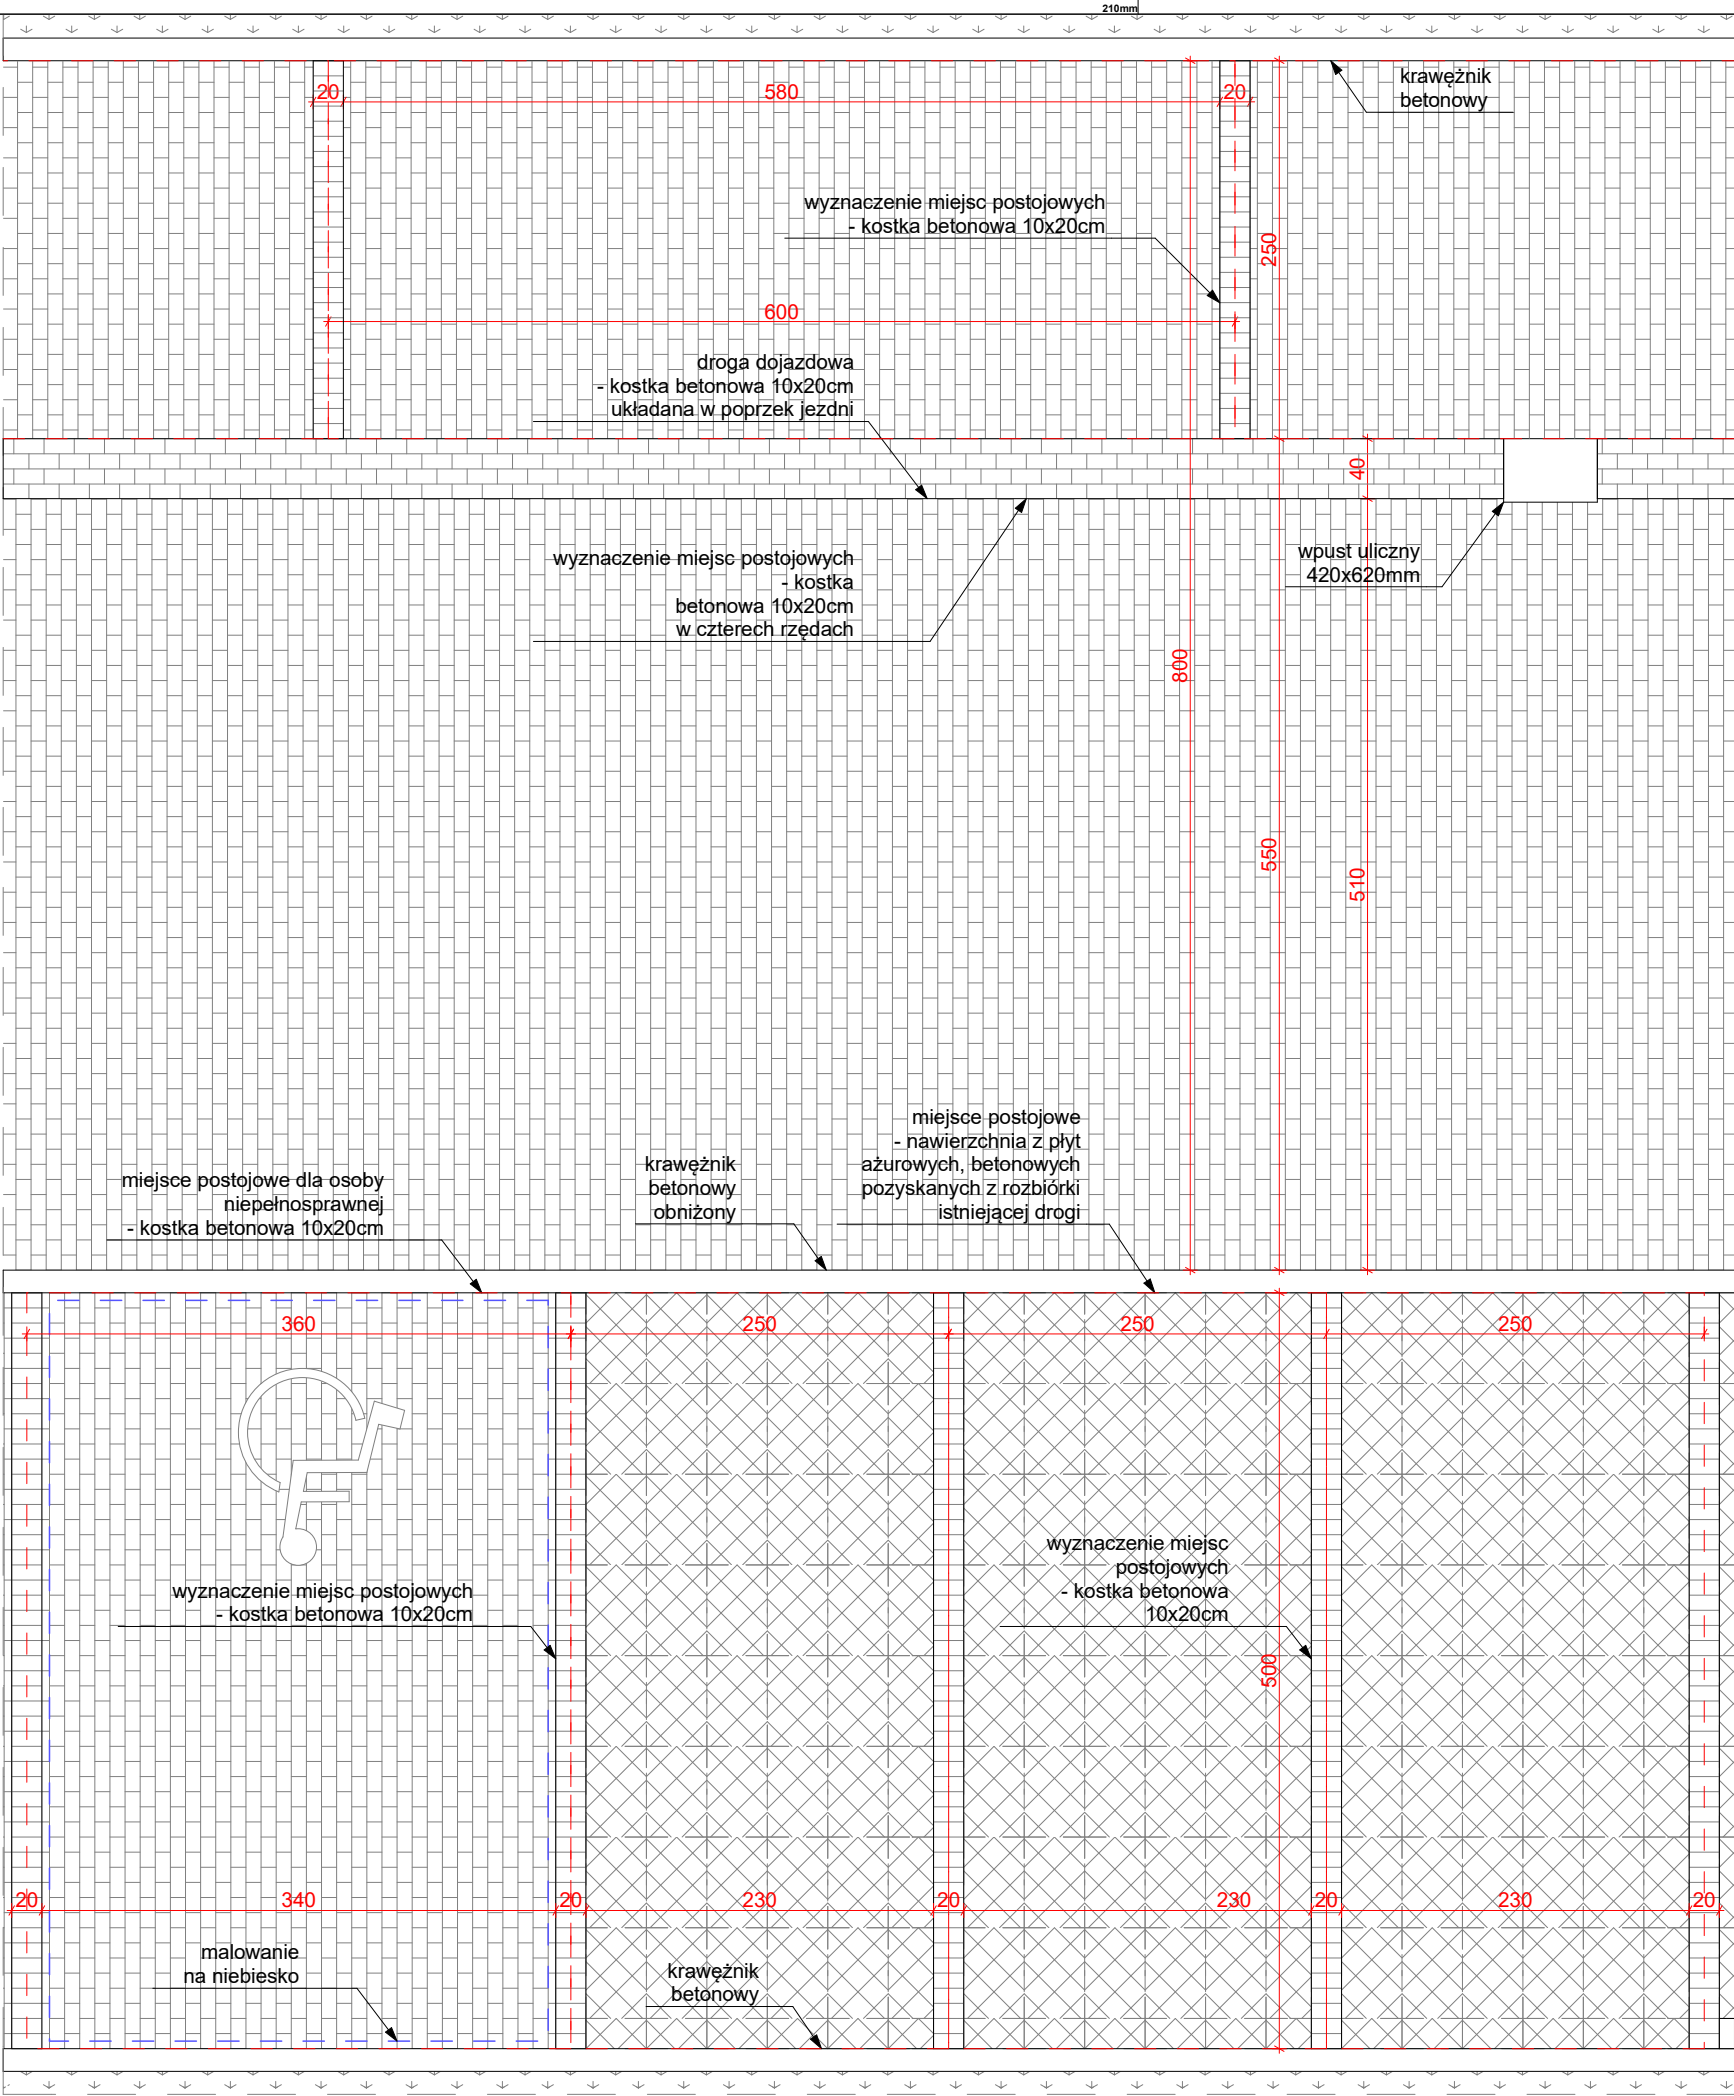 210mm
krawężnik
betonowy
20
580
20
wyznaczenie miejsc postojowych
- kostka betonowa 10x20cm
250
600
droga dojazdowa
- kostka betonowa 10x20cm
układana w poprzek jezdni
40
wyznaczenie miejsc postojowych
- kostka
betonowa 10x20cm
w czterech rzędach
wpust uliczny
420x620mm
800
550
510
miejsce postojowe dla osoby
niepełnosprawnej
- kostka betonowa 10x20cm
krawężnik
betonowy
obniżony
miejsce postojowe
- nawierzchnia z płyt
ażurowych, betonowych
pozyskanych z rozbiórki
istniejącej drogi
360
250
250
250
wyznaczenie miejsc postojowych
- kostka betonowa 10x20cm
wyznaczenie miejsc
postojowych
- kostka betonowa
10x20cm
500
20
340
20
230
20
230
20
230
20
malowanie
na niebiesko
krawężnik
betonowy